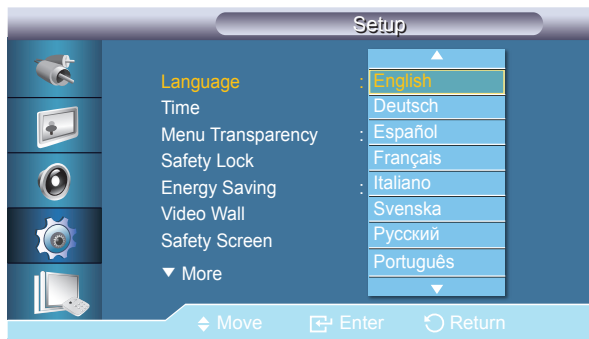 Setup
Language : English
Time Deutsch
Menu Transparency : Español
Safety Lock Français
Energy Saving : Italiano
Video Wall Svenska
Safety Screen Русский
▼ More Português
Move Enter Return